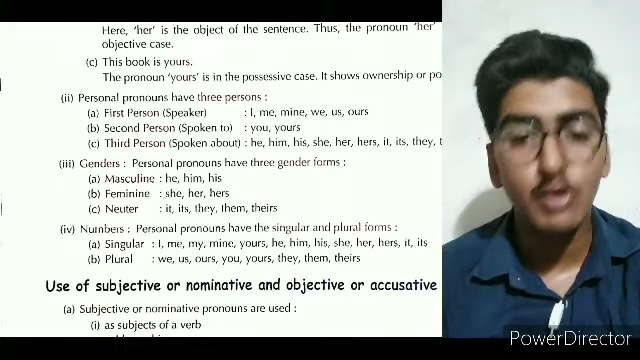 Here, 'her' is the object of the sentence. Thus, the pronoun 'her'
objective case.
(c) This book is yours.
The pronoun 'yours' is in the possessive case. It shows ownership or po
(ii) Personal pronouns have three persons :
(a) First Person (Speaker) : I, me, mine, we, us, ours
(b) Second Person (Spoken to) : you, yours
(c) Third Person (Spoken about) : he, him, his, she, her, hers, it, its, they, t
(iii) Genders : Personal pronouns have three gender forms :
(a) Masculine : he, him, his
(b) Feminine : she, her, hers
(c) Neuter : it, its, they, them, theirs
(iv) Numbers : Personal pronouns have the singular and plural forms :
(a) Singular : I, me, my, mine, yours, he, him, his, she, her, hers, it, its
(b) Plural : we, us, ours, you, yours, they, them, theirs
Use of subjective or nominative and objective or accusative
(a) Subjective or nominative pronouns are used :
(i) as subjects of a verb
PowerDirector